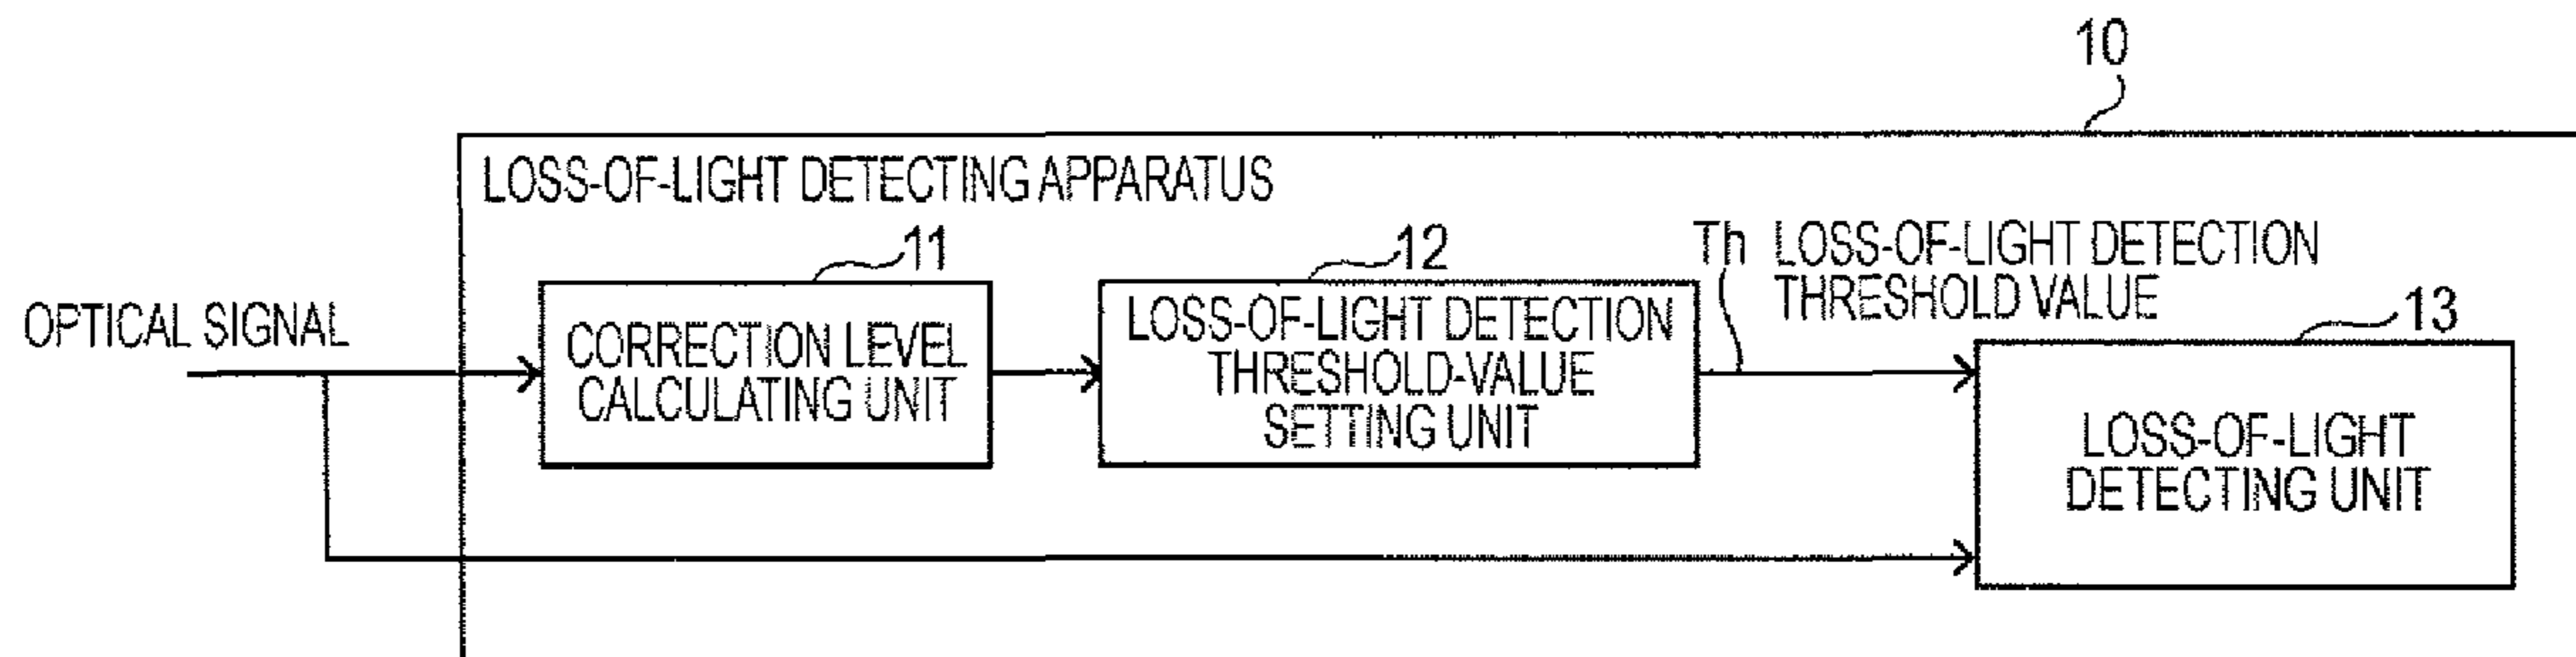 10
LOSS-OF-LIGHT DETECTING APPARATUS
11
12
Th LOSS-OF-LIGHT DETECTION
THRESHOLD VALUE
13
OPTICAL SIGNAL
CORRECTION LEVEL
CALCULATING UNIT
LOSS-OF-LIGHT DETECTION
THRESHOLD-VALUE
SETTING UNIT
LOSS-OF-LIGHT
DETECTING UNIT